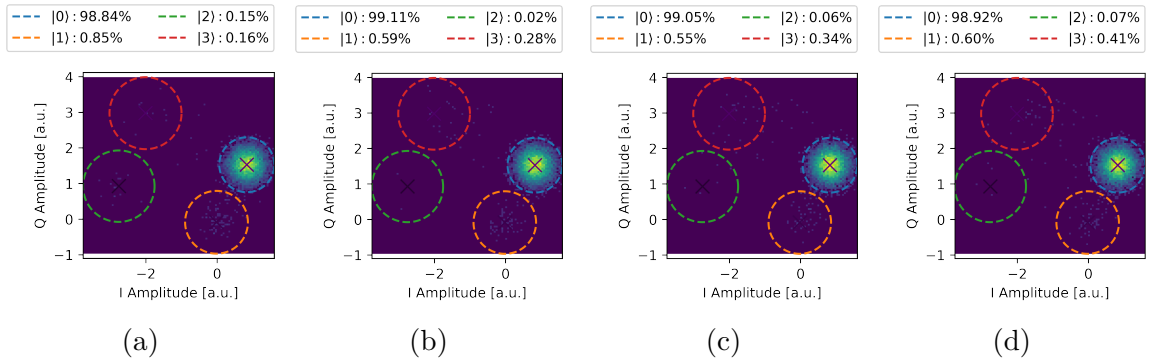 |0⟩ : 98.84% |2⟩ : 0.15%
|1⟩ : 0.85% |3⟩ : 0.16%
4
3
2
1
0
−1
Q Amplitude [a.u.]
−2 0
I Amplitude [a.u.]
(a)
|0⟩ : 99.11% |2⟩ : 0.02%
|1⟩ : 0.59% |3⟩ : 0.28%
4
3
2
1
0
−1
Q Amplitude [a.u.]
−2 0
I Amplitude [a.u.]
(b)
|0⟩ : 99.05% |2⟩ : 0.06%
|1⟩ : 0.55% |3⟩ : 0.34%
4
3
2
1
0
−1
Q Amplitude [a.u.]
−2 0
I Amplitude [a.u.]
(c)
|0⟩ : 98.92% |2⟩ : 0.07%
|1⟩ : 0.60% |3⟩ : 0.41%
4
3
2
1
0
−1
Q Amplitude [a.u.]
−2 0
I Amplitude [a.u.]
(d)